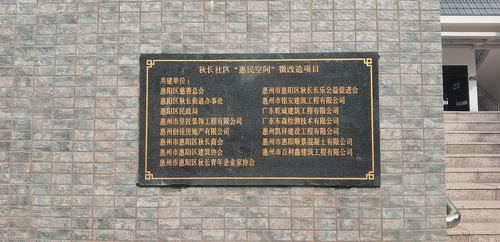 秋长社区“惠民空间”微改造项目
共建单位：
惠阳区慈善总会
惠阳区秋长街道办事处
惠阳区民政局
惠州市皇匠装饰工程有限公司
惠州创佳房地产有限公司
惠州市惠阳区秋长商会
惠州市惠阳区建筑协会
惠州市惠阳区秋长青年企业家协会
惠州市惠阳区秋长长乐公益促进会
惠州市铭安建筑工程有限公司
广东乾诚建筑工程有限公司
广东东森检测技术有限公司
惠州凯祥建设工程有限公司
惠州市惠阳顺景混凝土有限公司
惠州市百利鑫建筑工程有限公司